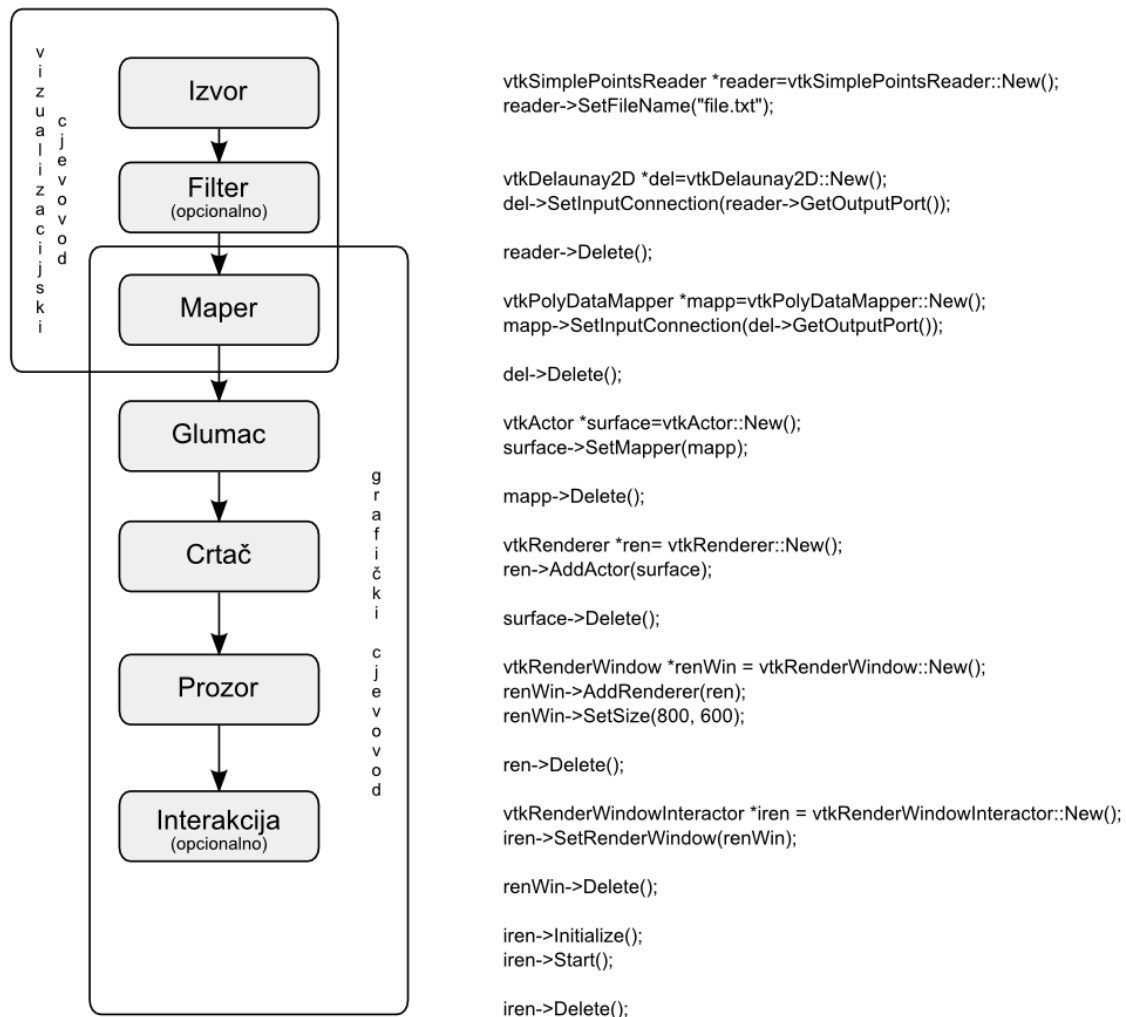 vizualizacijski
cjevovod
Izvor
Filter
(opcionalno)
Maper
Glumac
Crtač
Prozor
Interakcija
(opcionalno)
grafički cjevovod
vtkSimplePointsReader *reader=vtkSimplePointsReader::New();
reader->SetFileName("file.txt");
vtkDelaunay2D *del=vtkDelaunay2D::New();
del->SetInputConnection(reader->GetOutputPort());
reader->Delete();
vtkPolyDataMapper *mapp=vtkPolyDataMapper::New();
mapp->SetInputConnection(del->GetOutputPort());
del->Delete();
vtkActor *surface=vtkActor::New();
surface->SetMapper(mapp);
mapp->Delete();
vtkRenderer *ren= vtkRenderer::New();
ren->AddActor(surface);
surface->Delete();
vtkRenderWindow *renWin = vtkRenderWindow::New();
renWin->AddRenderer(ren);
renWin->SetSize(800, 600);
ren->Delete();
vtkRenderWindowInteractor *iren = vtkRenderWindowInteractor::New();
iren->SetRenderWindow(renWin);
renWin->Delete();
iren->Initialize();
iren->Start();
iren->Delete();